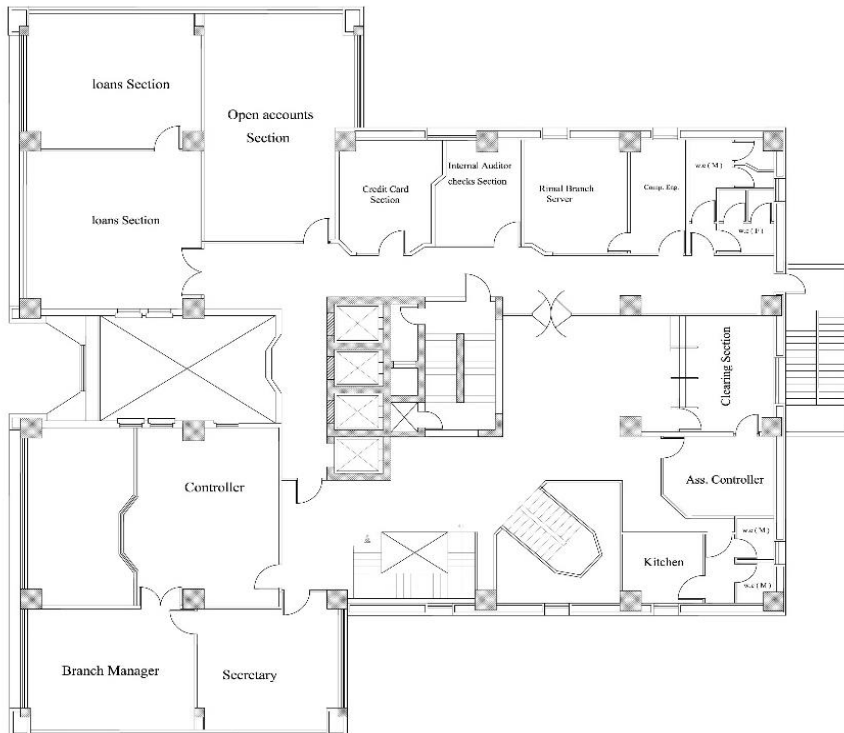 loans Section
Open accounts
Section
loans Section
Credit Card
Section
Internal Auditor
checks Section
Rimal Branch
Server
Comp. Eng.
w.c ( M )
w.c ( F )
Clearing Section
Controller
Ass. Controller
w.c ( M )
Kitchen
w.c ( M )
Branch Manager
Secretary